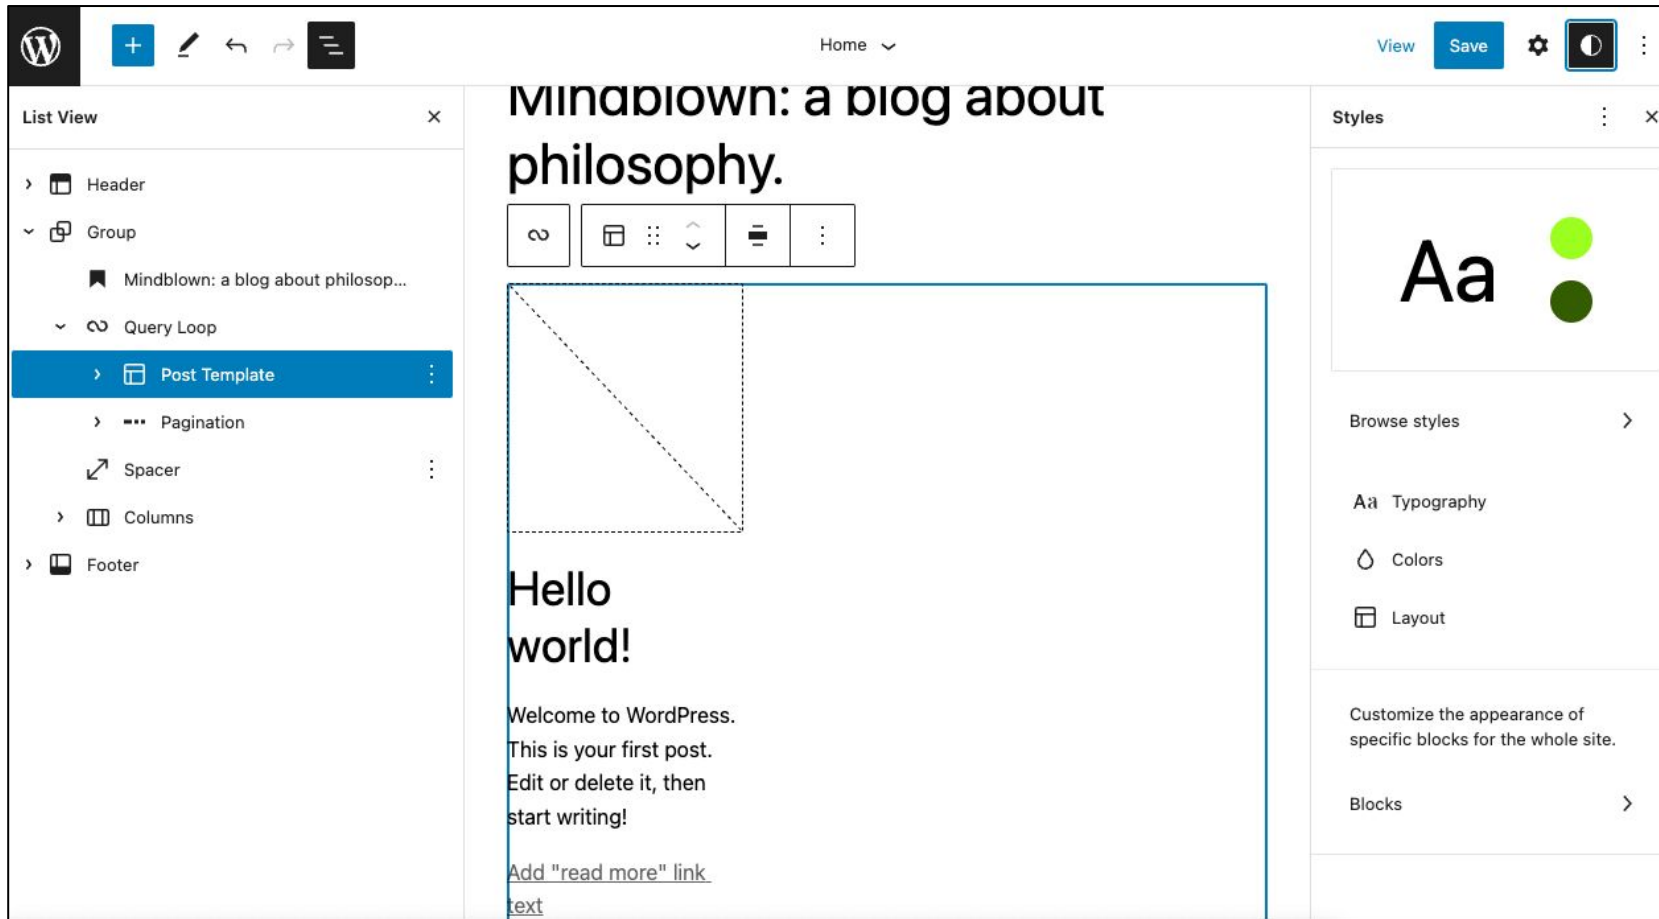 Home
View
Save
List View
Header
Group
Mindblown: a blog about philosop...
Query Loop
Post Template
Pagination
Spacer
Columns
Footer
Mindblown: a blog about
philosophy.
Hello
world!
Welcome to WordPress.
This is your first post.
Edit or delete it, then
start writing!
Add "read more" link
text
Styles
Aa
Browse styles
Aa Typography
Colors
Layout
Customize the appearance of
specific blocks for the whole site.
Blocks